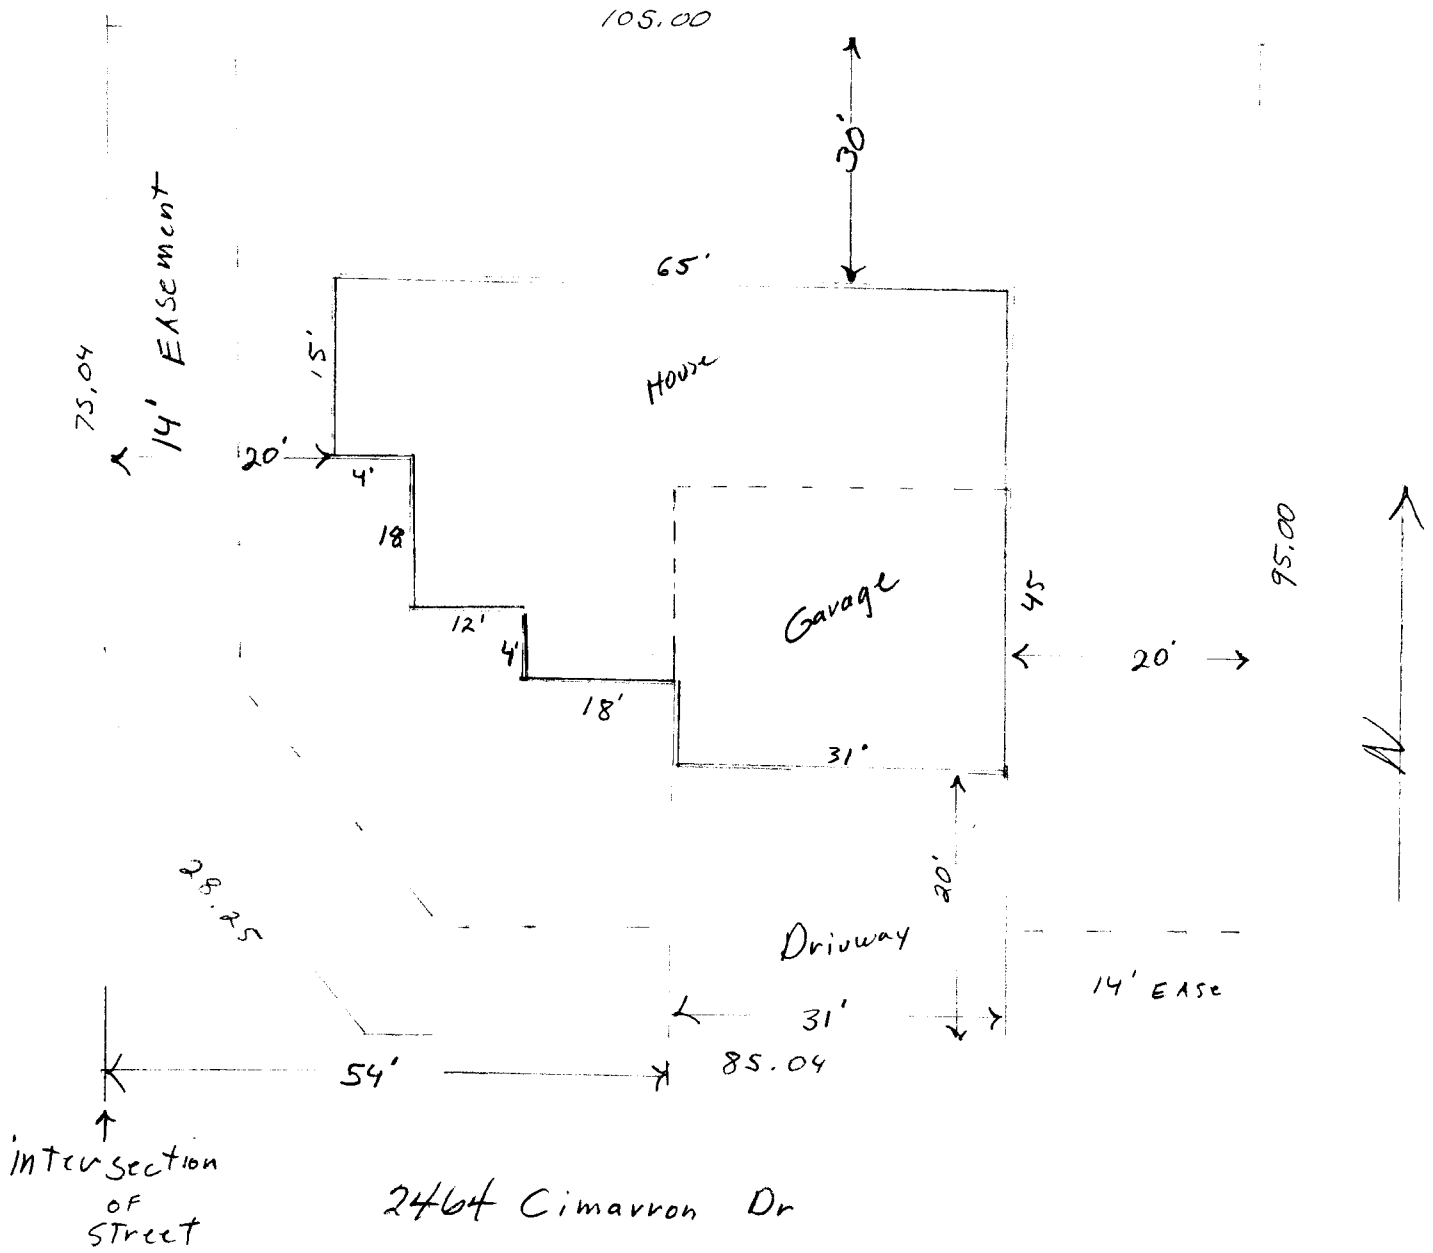 105.00
30'
14' EASEment
65'
15'
House
75.04
20'
4'
18
Garage
95.00
45
12'
4'
20'
18'
31'
N
28.25
20'
Drivway
14' EASe
31'
54'
85.04
intersection
OF
STreet
2464 Cimarron Dr